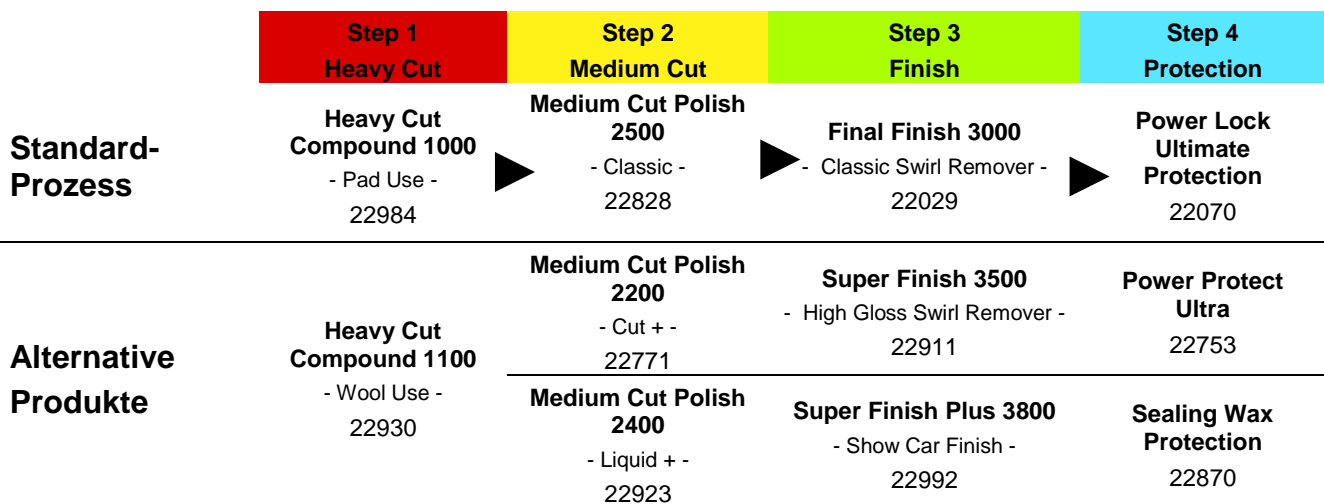 Step 1
Heavy Cut
Step 2
Medium Cut
Step 3
Finish
Step 4
Protection
Standard-
Prozess
Heavy Cut
Compound 1000
- Pad Use -
22984
Medium Cut Polish
2500
- Classic -
22828
Final Finish 3000
- Classic Swirl Remover -
22029
Power Lock
Ultimate
Protection
22070
Alternative
Produkte
Heavy Cut
Compound 1100
- Wool Use -
22930
Medium Cut Polish
2200
- Cut + -
22771
Super Finish 3500
- High Gloss Swirl Remover -
22911
Power Protect
Ultra
22753
Medium Cut Polish
2400
- Liquid + -
22923
Super Finish Plus 3800
- Show Car Finish -
22992
Sealing Wax
Protection
22870